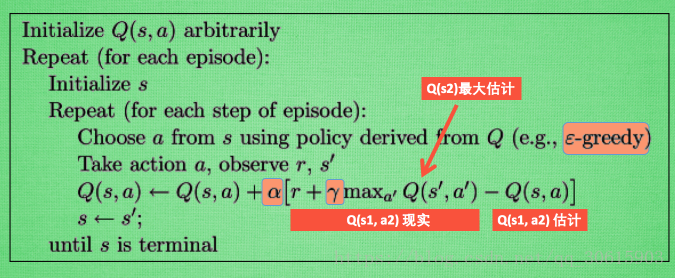 Initialize Q(s, a) arbitrarily
Repeat (for each episode):
Initialize s
Q(s2)最大估计
Repeat (for each step of episode):
Choose a from s using policy derived from Q (e.g., ε-greedy)
Take action a, observe r, s′
Q(s, a) ← Q(s, a) + α[r + γ maxₐ′ Q(s′, a′) − Q(s, a)]
Q(s1, a2) 现实 Q(s1, a2) 估计
s ← s′;
until s is terminal